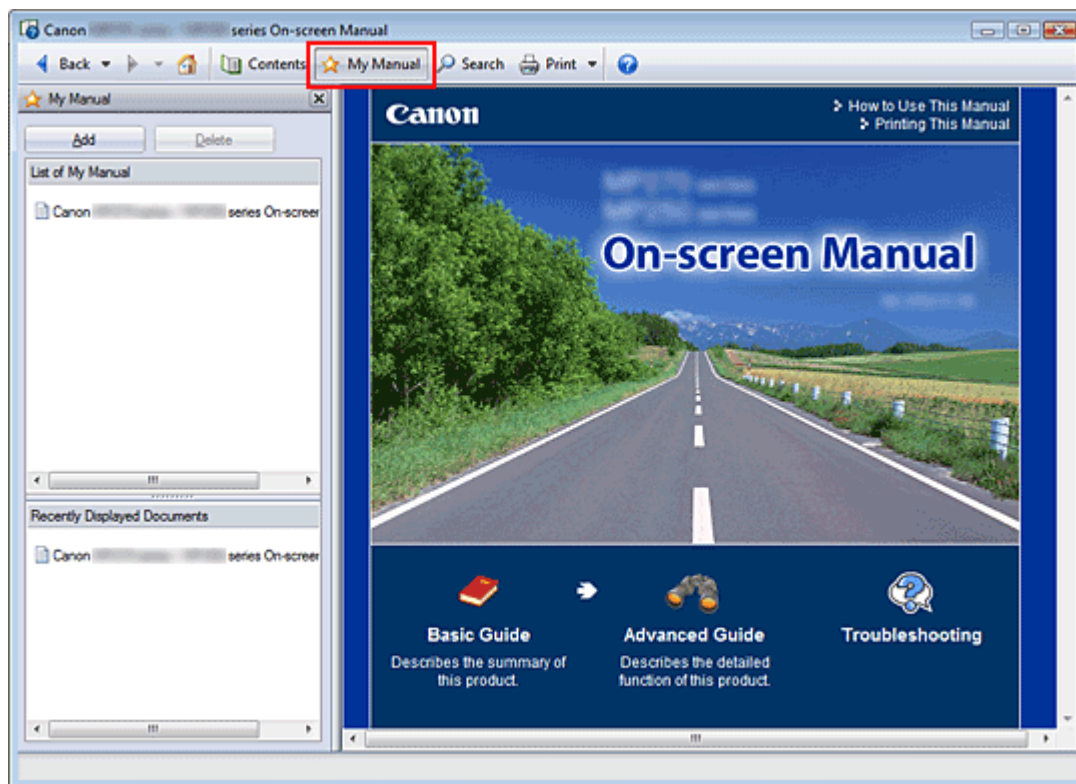 Canon series On-screen Manual
Back Contents My Manual Search Print
My Manual
Add Delete
List of My Manual
Canon series On-screen
Recently Displayed Documents
Canon series On-screen
Canon
How to Use This Manual
Printing This Manual
series
series
On-screen Manual
Basic Guide
Describes the summary of
this product.
Advanced Guide
Describes the detailed
function of this product.
Troubleshooting